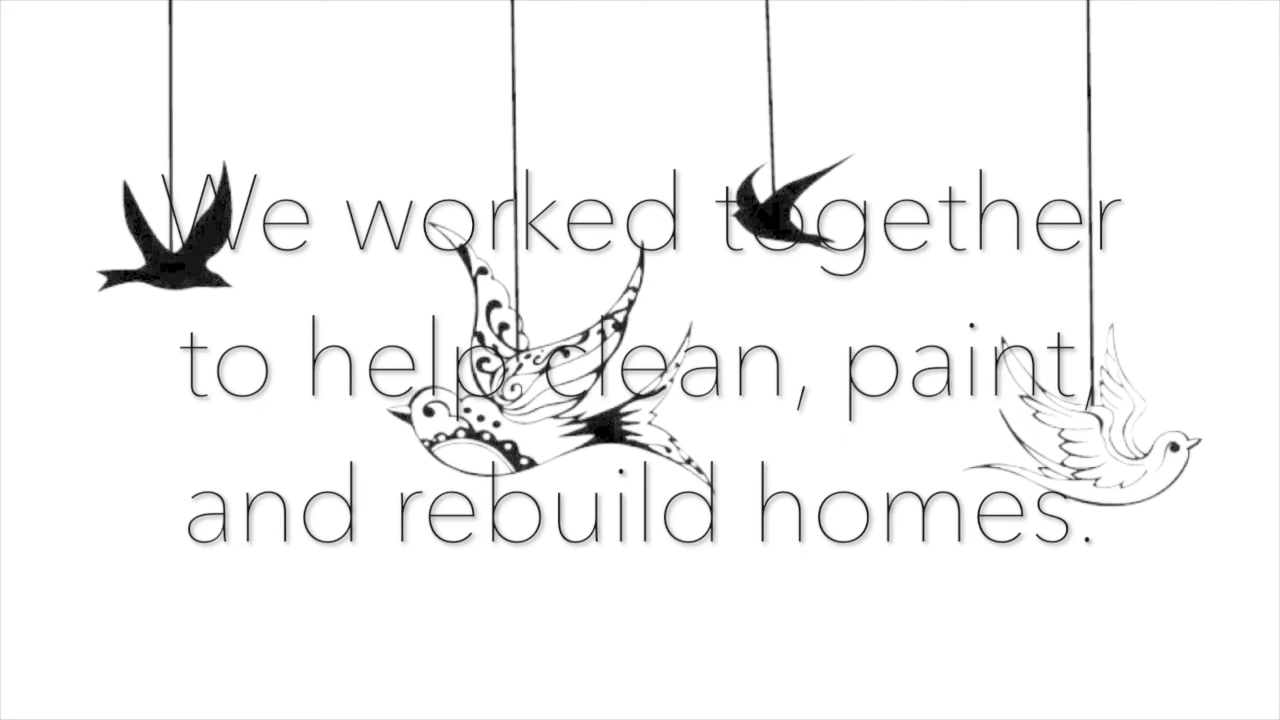 We worked together
to help clean, paint,
and rebuild homes.